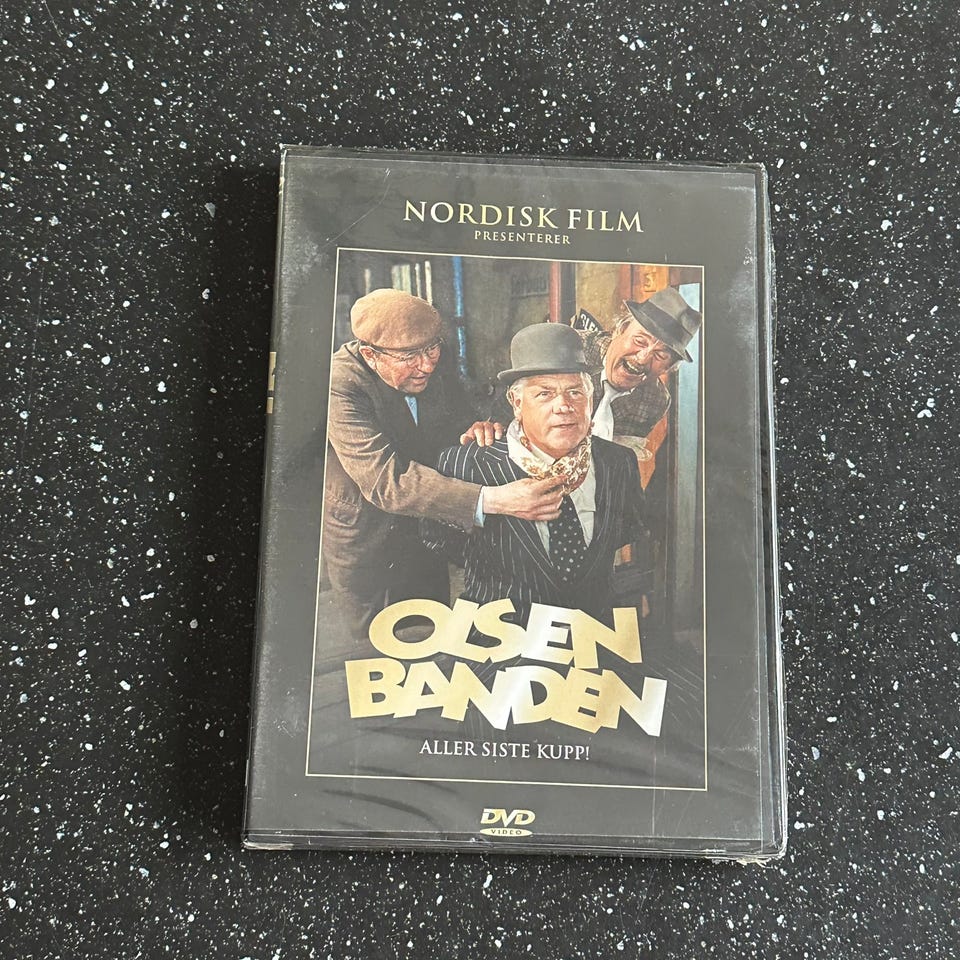 NORDISK FILM
PRESENTERER
OLSEN
BANDEN
ALLER SISTE KUPP!
DVD
VIDEO